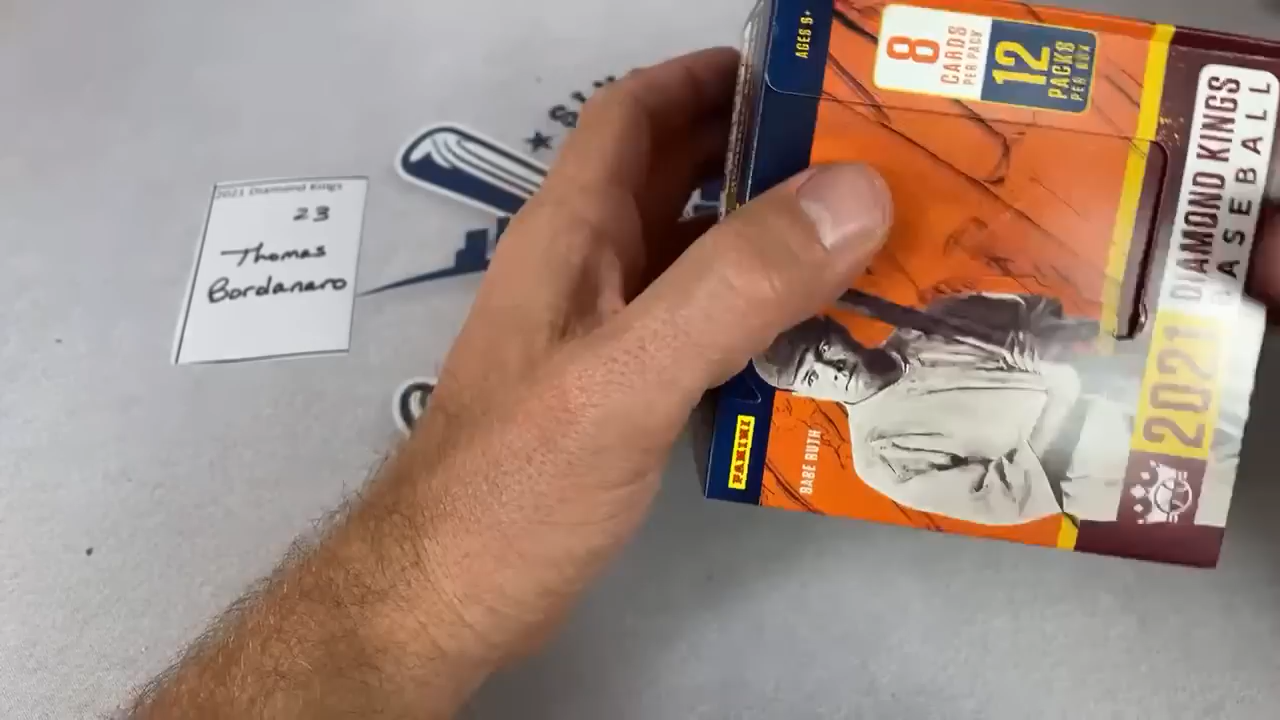 2021 Diamond Kings
23
Thomas
Bordanaro
AGES 8+
8
CARDS
PER PACK
12
PACKS
PER BOX
2021 DIAMOND KINGS
BASEBALL
BABE RUTH
PANINI